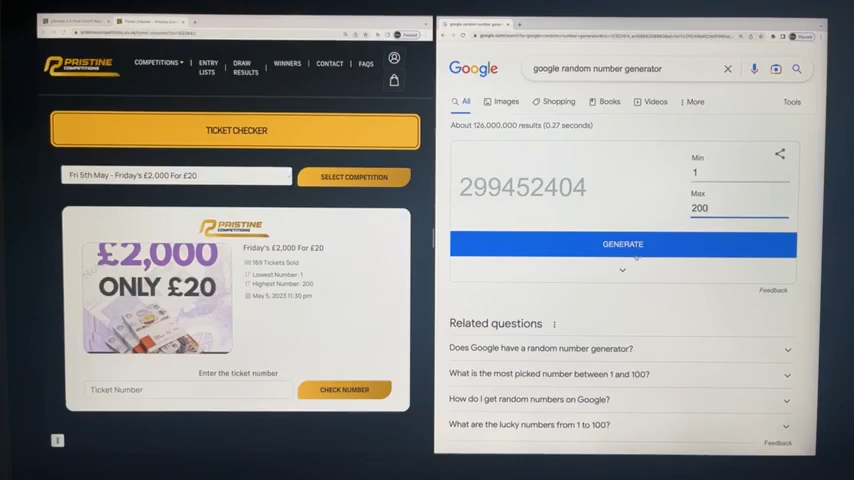 PRISTINE
COMPETITIONS
COMPETITIONS
ENTRY
LISTS
DRAW
RESULTS
WINNERS
CONTACT
FAQS
TICKET CHECKER
Fri 5th May - Friday's £2,000 For £20
SELECT COMPETITION
PRISTINE
COMPETITIONS
£2,000
ONLY £20
Friday's £2,000 For £20
169 Tickets Sold
Lowest Number: 1
Highest Number: 200
May 5, 2023 11:30 pm
Enter the ticket number
Ticket Number
CHECK NUMBER
Google
google random number generator
All
Images
Shopping
Books
Videos
More
Tools
About 126,000,000 results (0.27 seconds)
299452404
Min
1
Max
200
GENERATE
Feedback
Related questions
Does Google have a random number generator?
What is the most picked number between 1 and 100?
How do I get random numbers on Google?
What are the lucky numbers from 1 to 100?
Feedback